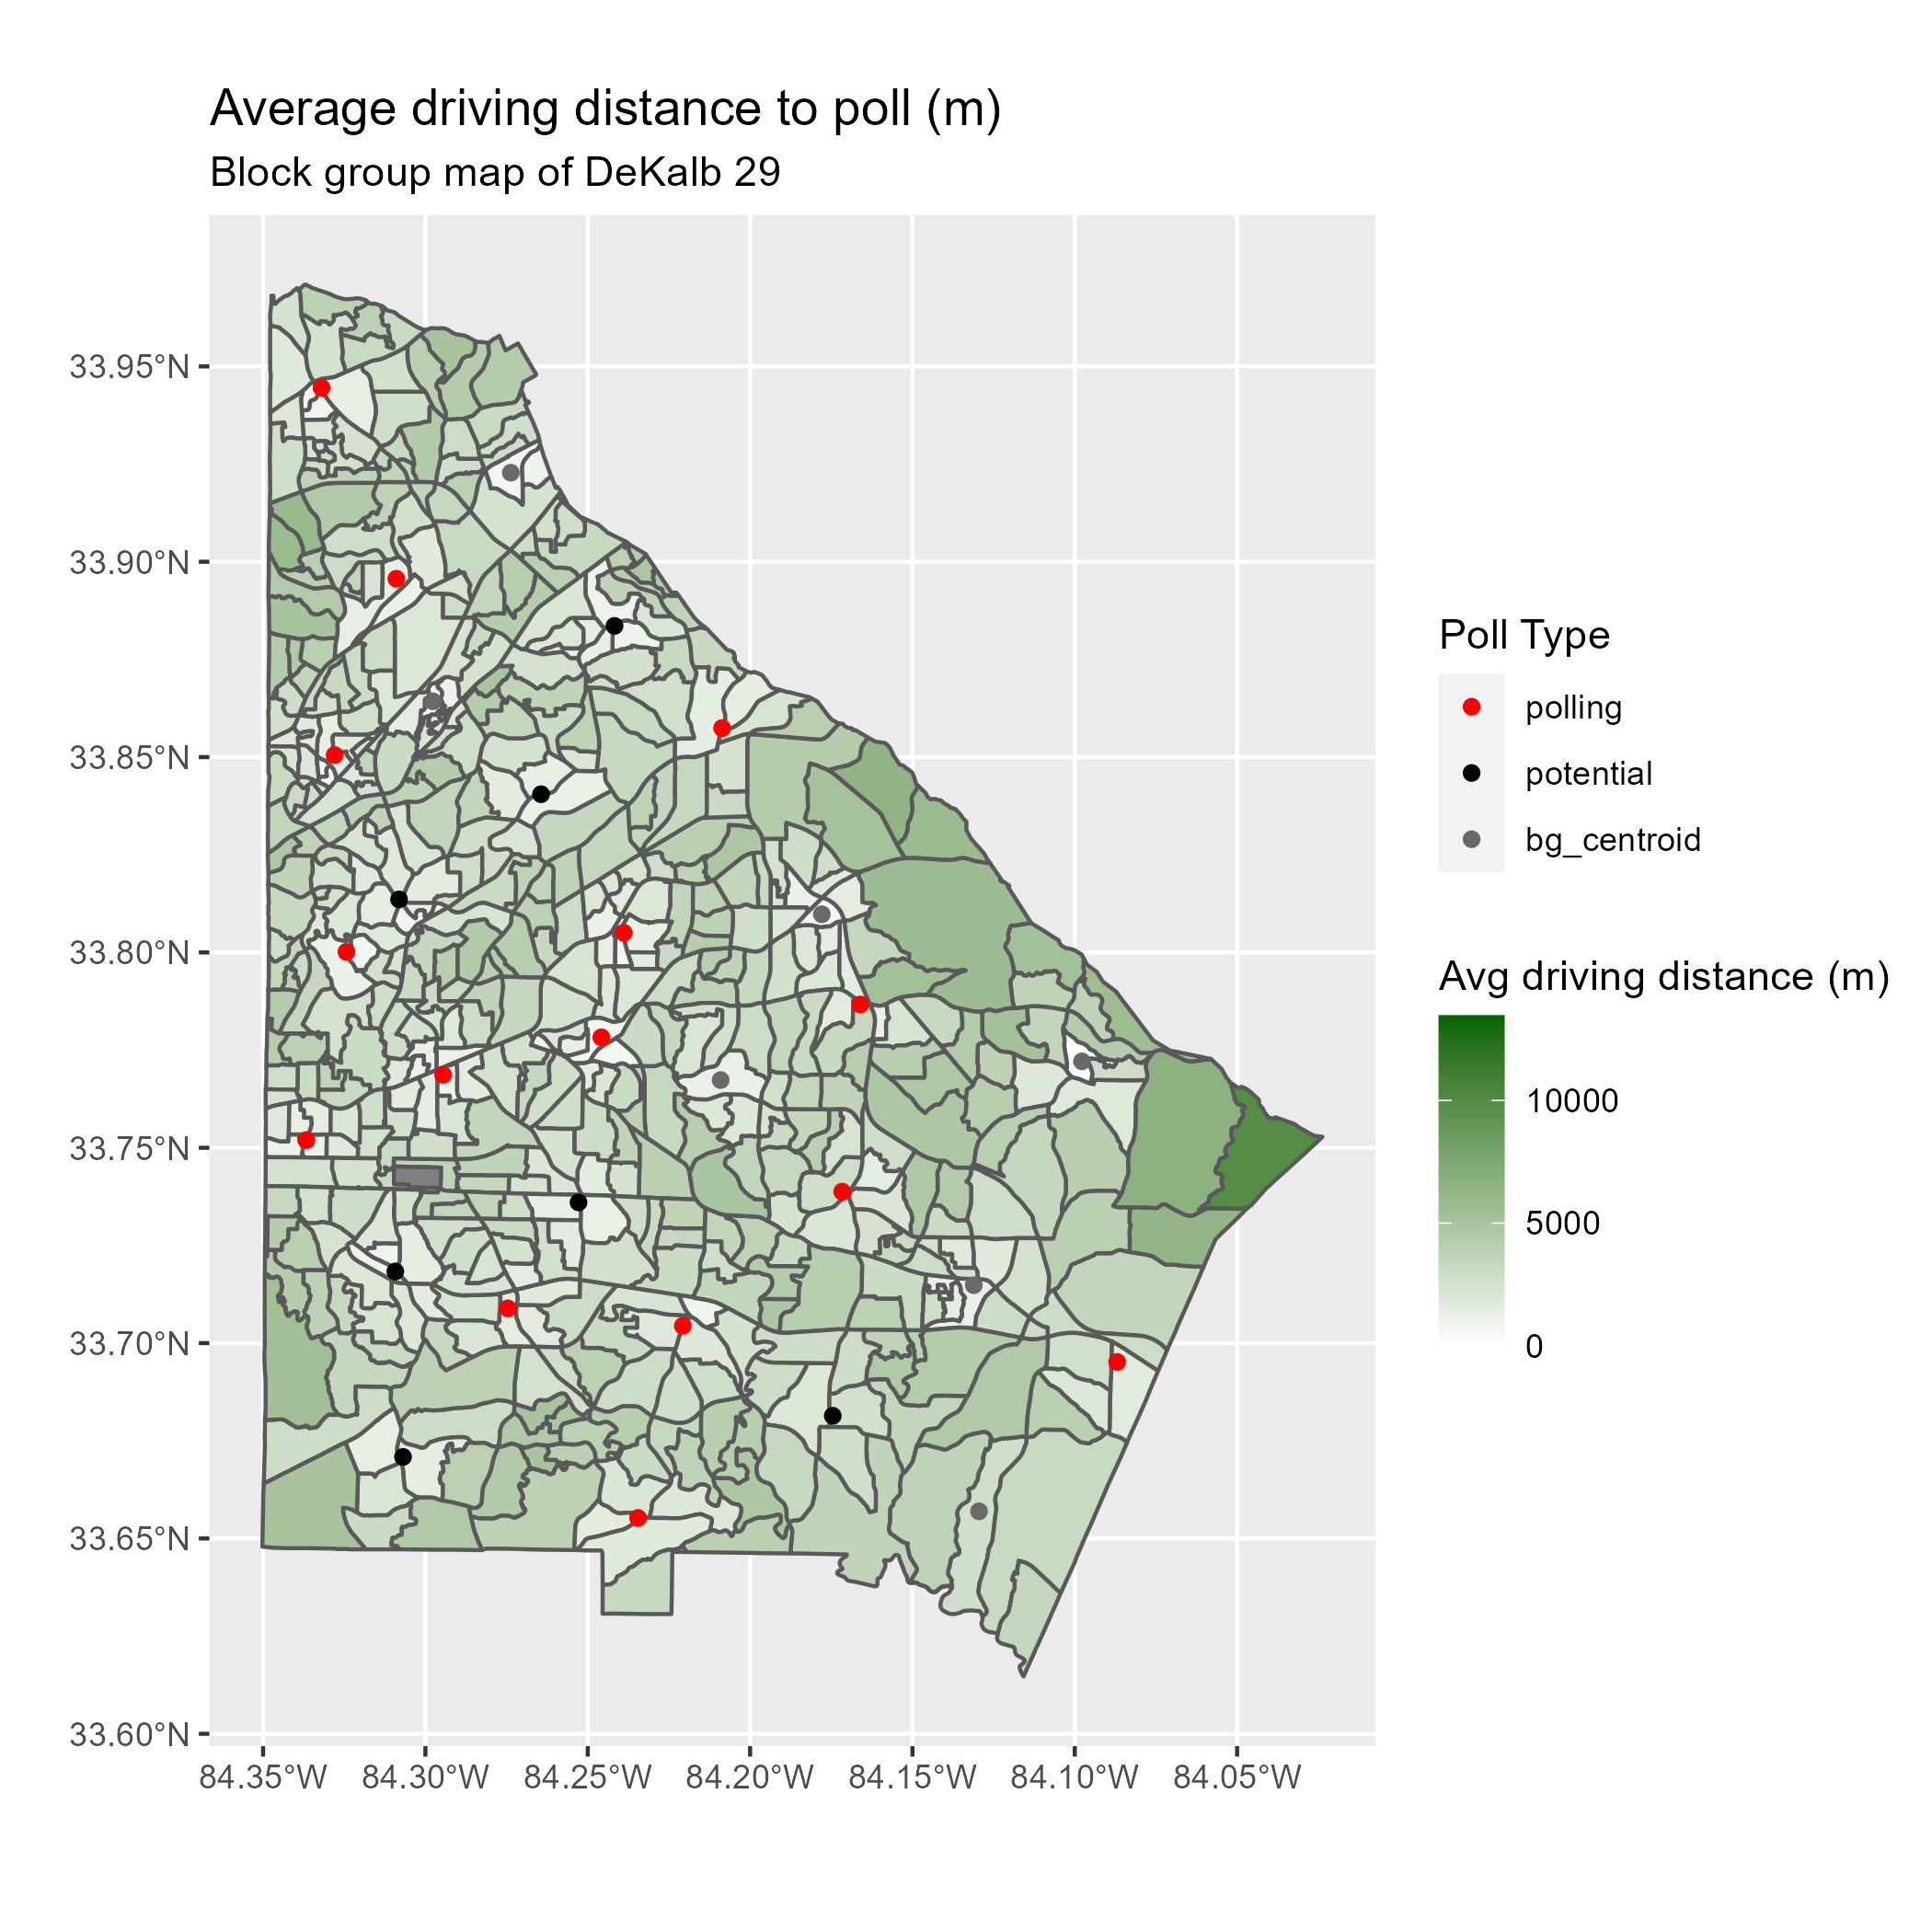 Average driving distance to poll (m)
Block group map of DeKalb 29
33.95°N
33.90°N
33.85°N
33.80°N
33.75°N
33.70°N
33.65°N
33.60°N
84.35°W 84.30°W 84.25°W 84.20°W 84.15°W 84.10°W 84.05°W
Poll Type
polling
potential
bg_centroid
Avg driving distance (m)
10000
5000
0